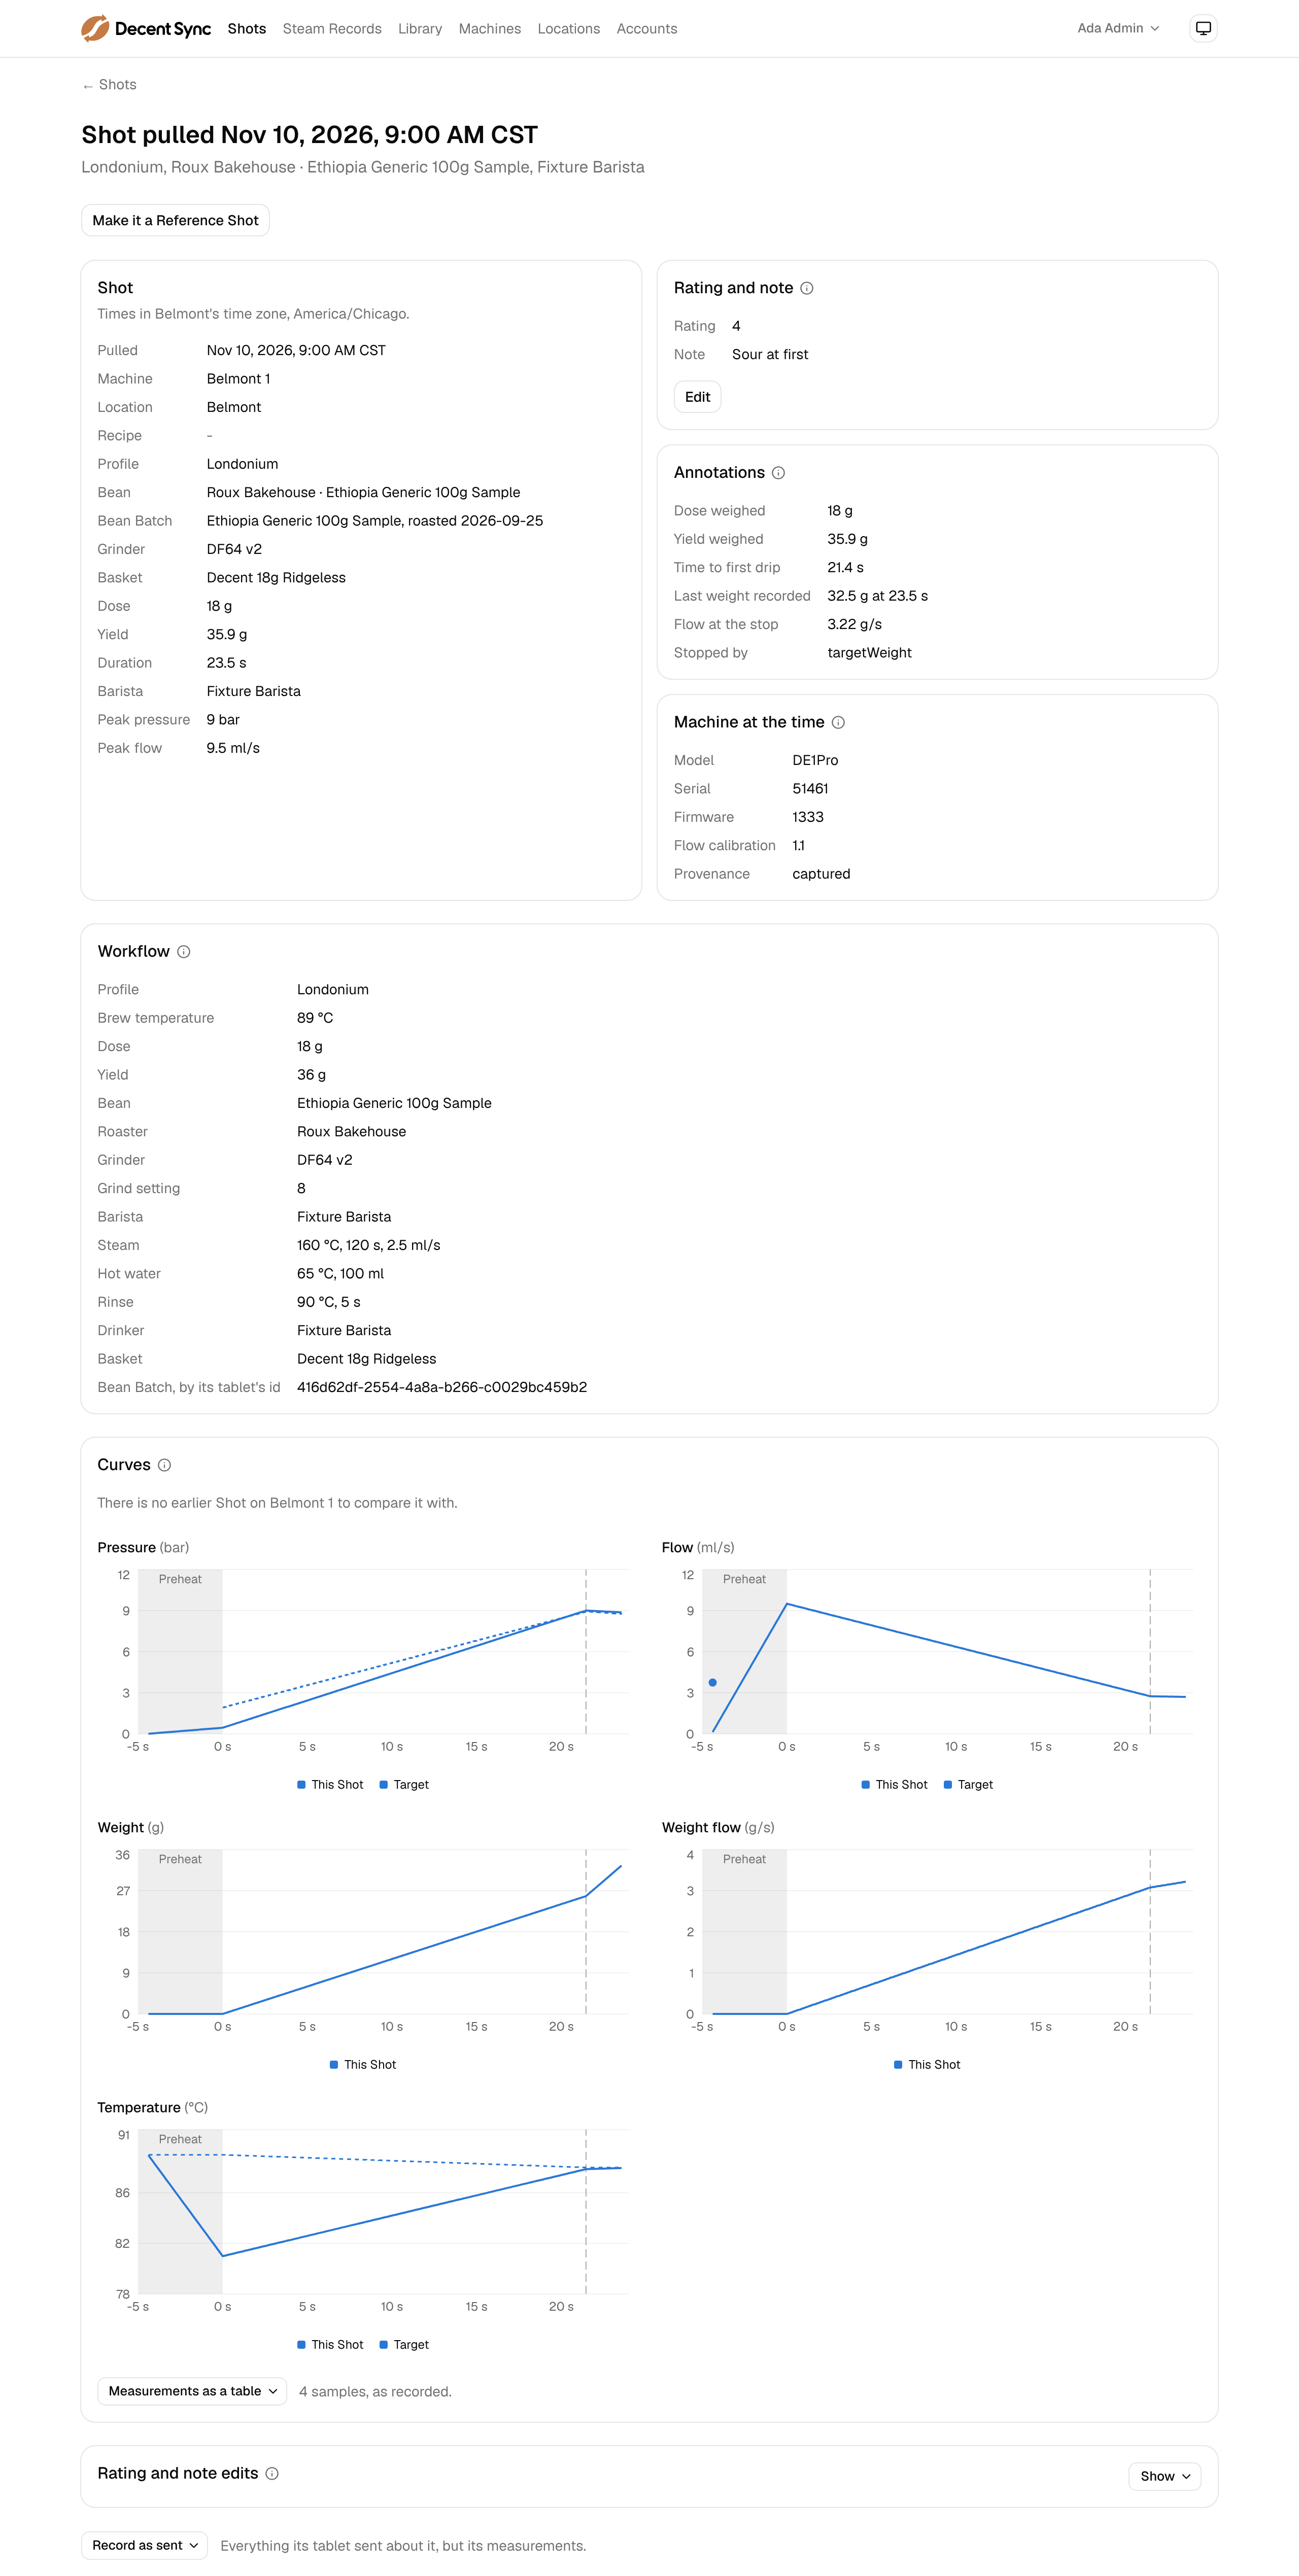 Decent Sync Shots Steam Records Library Machines Locations Accounts Ada Admin
← Shots
Shot pulled Nov 10, 2026, 9:00 AM CST
Londonium, Roux Bakehouse · Ethiopia Generic 100g Sample, Fixture Barista
Make it a Reference Shot
Shot
Times in Belmont's time zone, America/Chicago.
Pulled Nov 10, 2026, 9:00 AM CST
Machine Belmont 1
Location Belmont
Recipe -
Profile Londonium
Bean Roux Bakehouse · Ethiopia Generic 100g Sample
Bean Batch Ethiopia Generic 100g Sample, roasted 2026-09-25
Grinder DF64 v2
Basket Decent 18g Ridgeless
Dose 18 g
Yield 35.9 g
Duration 23.5 s
Barista Fixture Barista
Peak pressure 9 bar
Peak flow 9.5 ml/s
Rating and note
Rating 4
Note Sour at first
Edit
Annotations
Dose weighed 18 g
Yield weighed 35.9 g
Time to first drip 21.4 s
Last weight recorded 32.5 g at 23.5 s
Flow at the stop 3.22 g/s
Stopped by targetWeight
Machine at the time
Model DE1Pro
Serial 51461
Firmware 1333
Flow calibration 1.1
Provenance captured
Workflow
Profile Londonium
Brew temperature 89 °C
Dose 18 g
Yield 36 g
Bean Ethiopia Generic 100g Sample
Roaster Roux Bakehouse
Grinder DF64 v2
Grind setting 8
Barista Fixture Barista
Steam 160 °C, 120 s, 2.5 ml/s
Hot water 65 °C, 100 ml
Rinse 90 °C, 5 s
Drinker Fixture Barista
Basket Decent 18g Ridgeless
Bean Batch, by its tablet's id 416d62df-2554-4a8a-b266-c0029bc459b2
Curves
There is no earlier Shot on Belmont 1 to compare it with.
Pressure (bar)
12
Preheat
9
6
3
0
-5 s 0 s 5 s 10 s 15 s 20 s
This Shot Target
Flow (ml/s)
12
Preheat
9
6
3
0
-5 s 0 s 5 s 10 s 15 s 20 s
This Shot Target
Weight (g)
36
Preheat
27
18
9
0
-5 s 0 s 5 s 10 s 15 s 20 s
This Shot
Weight flow (g/s)
4
Preheat
3
2
1
0
-5 s 0 s 5 s 10 s 15 s 20 s
This Shot
Temperature (°C)
91
Preheat
86
82
78
-5 s 0 s 5 s 10 s 15 s 20 s
This Shot Target
Measurements as a table 4 samples, as recorded.
Rating and note edits Show
Record as sent Everything its tablet sent about it, but its measurements.